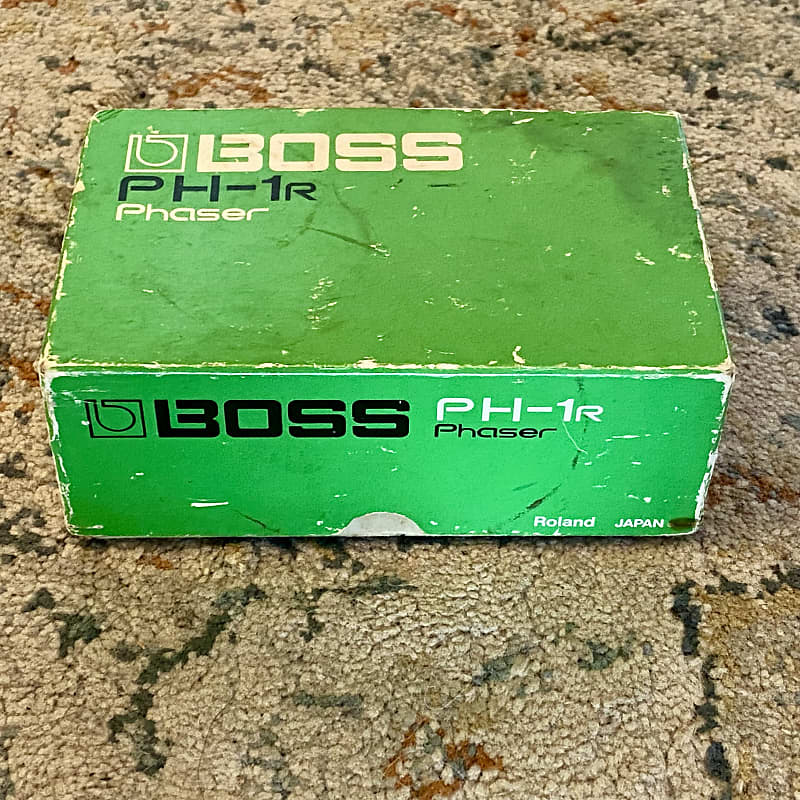 BOSS
PH-1R
Phaser
BOSS PH-1R
Phaser
Roland JAPAN